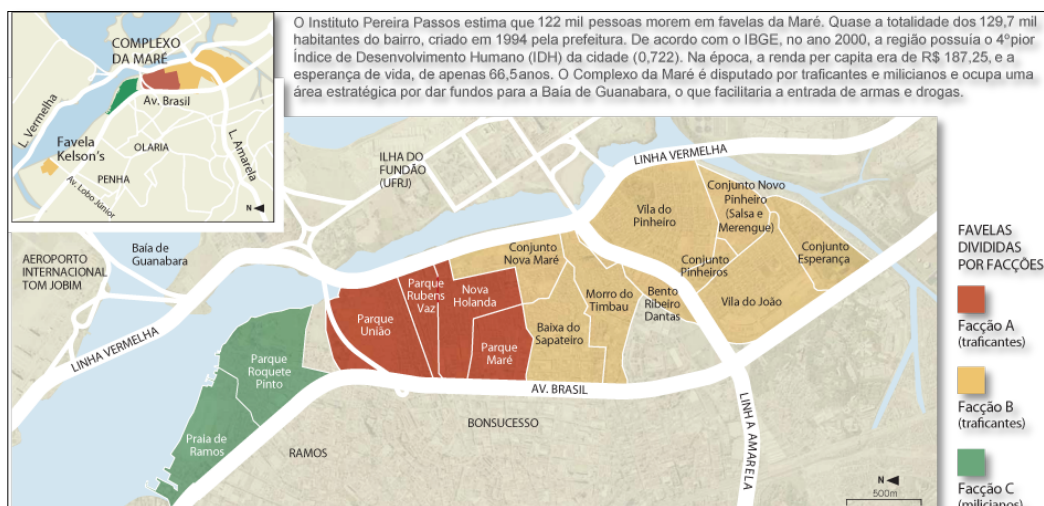 O Instituto Pereira Passos estima que 122 mil pessoas morem em favelas da Maré. Quase a totalidade dos 129,7 mil
habitantes do bairro, criado em 1994 pela prefeitura. De acordo com o IBGE, no ano 2000, a região possuía o 4ºpior
Índice de Desenvolvimento Humano (IDH) da cidade (0,722). Na época, a renda per capita era de R$ 187,25, e a
esperança de vida, de apenas 66,5 anos. O Complexo da Maré é disputado por traficantes e milicianos e ocupa uma
área estratégica por dar fundos para a Baía de Guanabara, o que facilitaria a entrada de armas e drogas.
COMPLEXO
DA MARÉ
Av. Brasil
L. Vermelha
Favela
Kelson's
OLARIA
PENHA
Av. Lobo Júnior
L. Amarela
N
ILHA DO
FUNDÃO
(UFRJ)
LINHA VERMELHA
Baía de
Guanabara
AEROPORTO
INTERNACIONAL
TOM JOBIM
LINHA VERMELHA
Vila do
Pinheiro
Conjunto Novo
Pinheiro
(Salsa e
Merengue)
Conjunto
Esperança
Conjunto
Pinheiros
Vila do João
Conjunto
Nova Maré
Morro do
Timbau
Bento
Ribeiro
Dantas
Baixa do
Sapateiro
Nova
Holanda
Parque
Rubens
Vaz
Parque
União
Parque
Maré
Parque
Roquete
Pinto
Praia de
Ramos
AV. BRASIL
BONSUCESSO
RAMOS
LINHA AMARELA
N
500m
FAVELAS
DIVIDIDAS
POR FACÇÕES
Facção A
(traficantes)
Facção B
(traficantes)
Facção C
(milicianos)